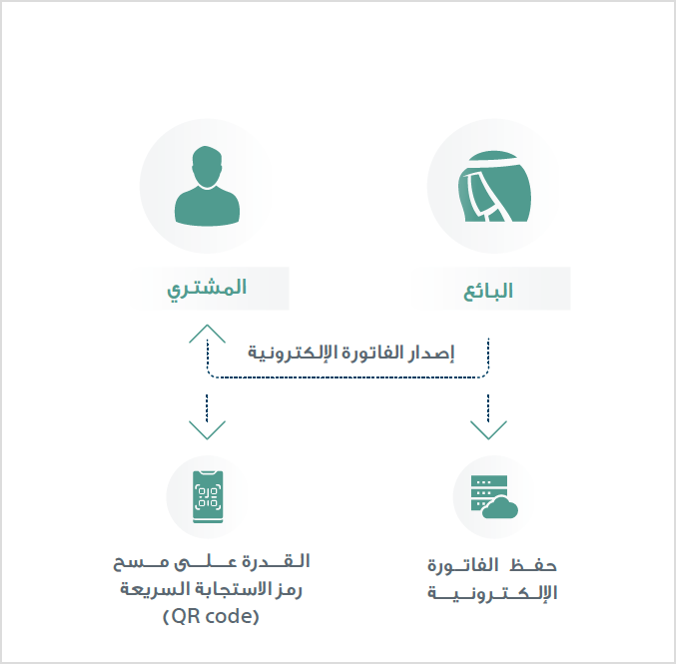 البائع
المشتري
إصدار الفاتورة الإلكترونية
حفظ الفاتورة
الإلكترونية
القدرة على مسح
رمز الاستجابة السريعة
(QR code)